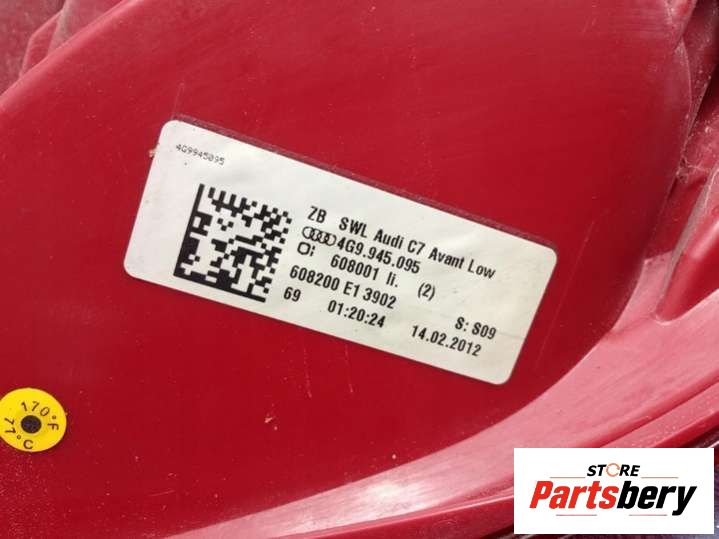 4G9945095
ZB SWL Audi C7 Avant Low
4G9.945.095
608001 li. (2)
608200 E1 3902
S: S09
69 01:20:24 14.02.2012
170°F
77°C
STORE
Partsbery